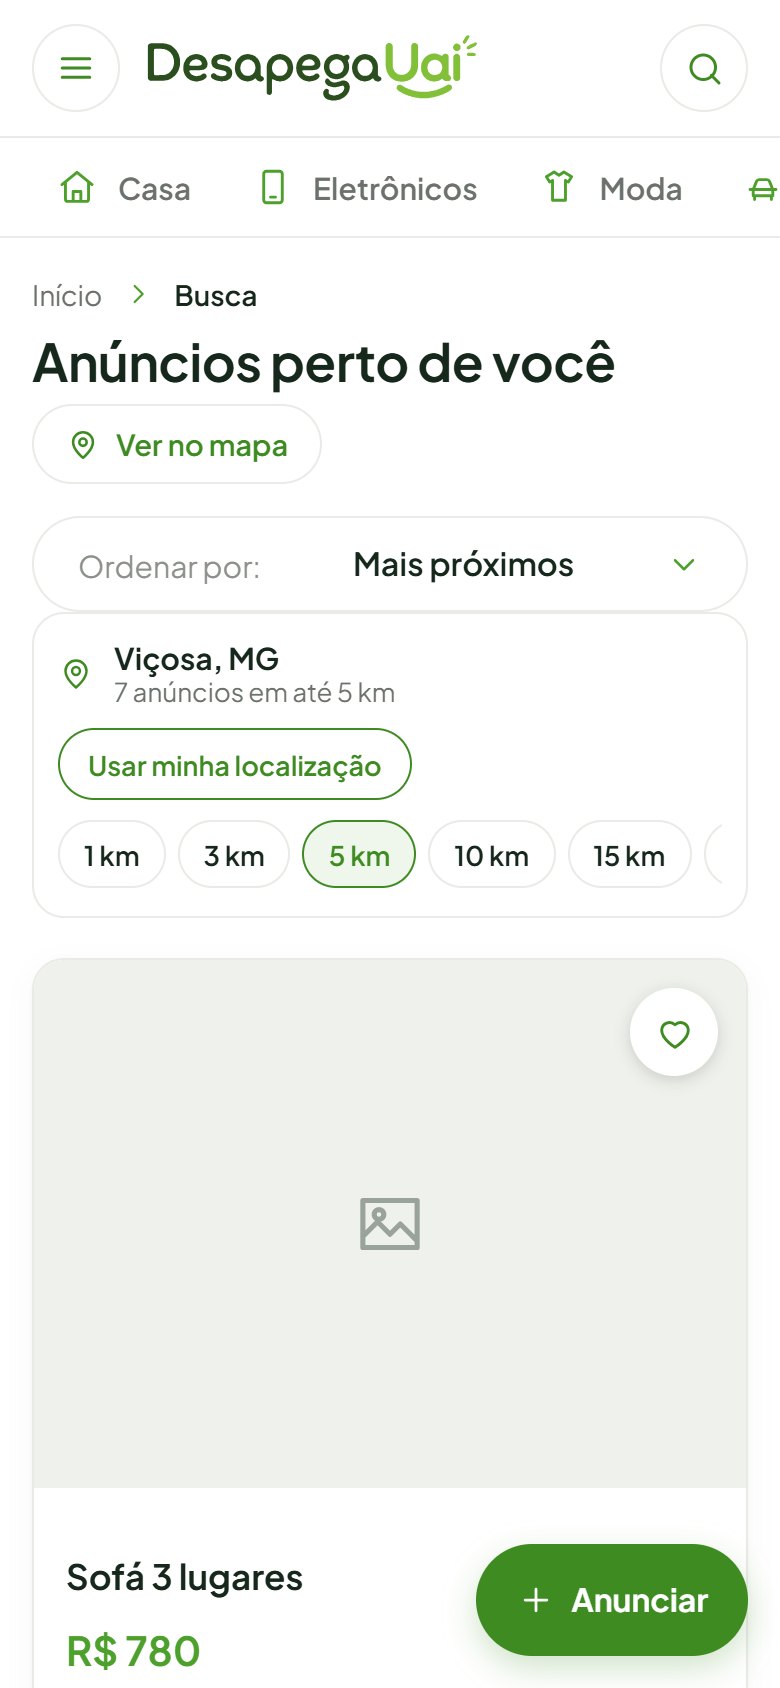 DesapegaUai
Casa
Eletrônicos
Moda
Início
Busca
Anúncios perto de você
Ver no mapa
Ordenar por:
Mais próximos
Viçosa, MG
7 anúncios em até 5 km
Usar minha localização
1 km
3 km
5 km
10 km
15 km
Sofá 3 lugares
Anunciar
R$ 780